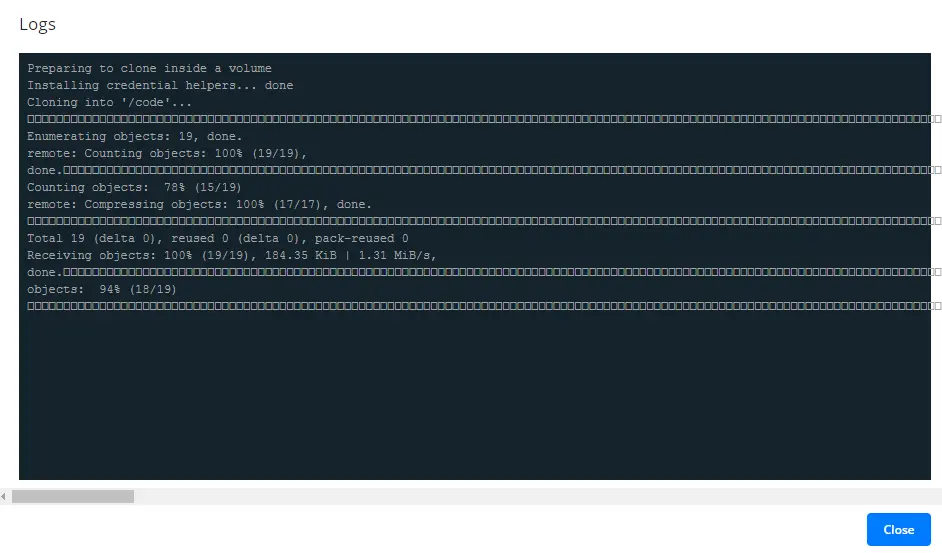 Logs
Preparing to clone inside a volume
Installing credential helpers... done
Cloning into '/code'...
Enumerating objects: 19, done.
remote: Counting objects: 100% (19/19),
done.
Counting objects:  78% (15/19)
remote: Compressing objects: 100% (17/17), done.
Total 19 (delta 0), reused 0 (delta 0), pack-reused 0
Receiving objects: 100% (19/19), 184.35 KiB | 1.31 MiB/s,
done.
objects:  94% (18/19)
Close